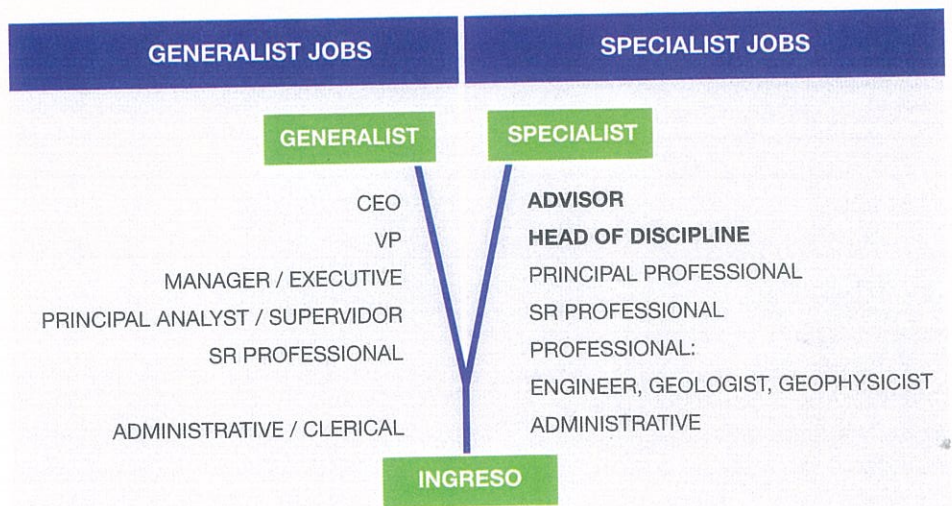 GENERALIST JOBS
SPECIALIST JOBS
GENERALIST
SPECIALIST
CEO
VP
MANAGER / EXECUTIVE
PRINCIPAL ANALYST / SUPERVIDOR
SR PROFESSIONAL
ADMINISTRATIVE / CLERICAL
ADVISOR
HEAD OF DISCIPLINE
PRINCIPAL PROFESSIONAL
SR PROFESSIONAL
PROFESSIONAL:
ENGINEER, GEOLOGIST, GEOPHYSICIST
ADMINISTRATIVE
INGRESO